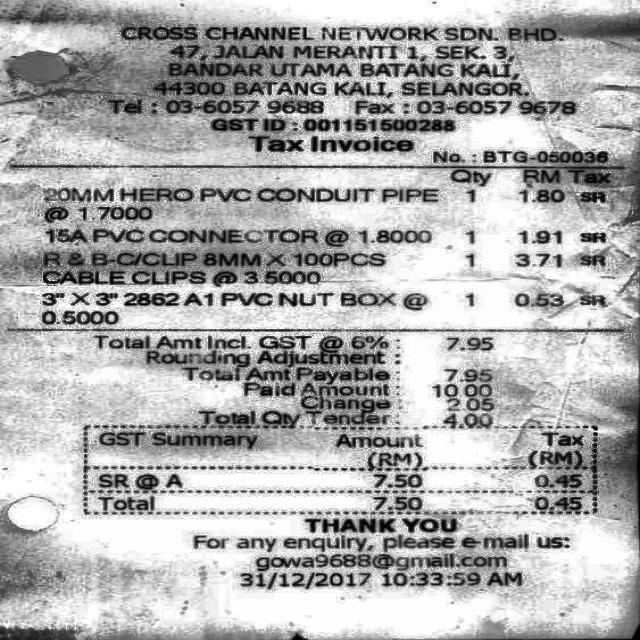 CROSS CHANNEL NETWORK SDN. BHD.
47, JALAN MERANTI 1, SEK. 3,
BANDAR UTAMA BATANG KALI,
44300 BATANG KALI, SELANGOR.
Tel : 03-6057 9688 Fax : 03-6057 9678
GST ID : 001151500288
Tax Invoice
No. : BTG-050036
Qty RM Tax
20MM HERO PVC CONDUIT PIPE 1 1.80 SR
@ 1.7000
15A PVC CONNECTOR @ 1.8000 1 1.91 SR
R & B-C/CLIP 8MM X 100PCS 1 3.71 SR
CABLE CLIPS @ 3.5000
3" X 3" 2862 A1 PVC NUT BOX @ 1 0.53 SR
0.5000
Total Amt Incl. GST @ 6% : 7.95
Rounding Adjustment :
Total Amt Payable : 7.95
Paid Amount : 10.00
Change : 2.05
Total Qty Tender : 4.00
GST Summary Amount Tax
(RM) (RM)
SR @ A 7.50 0.45
Total 7.50 0.45
THANK YOU
For any enquiry, please e-mail us:
gowa9688@gmail.com
31/12/2017 10:33:59 AM